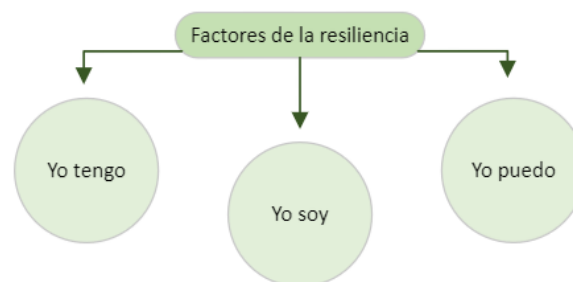 Factores de la resiliencia
Yo tengo
Yo soy
Yo puedo